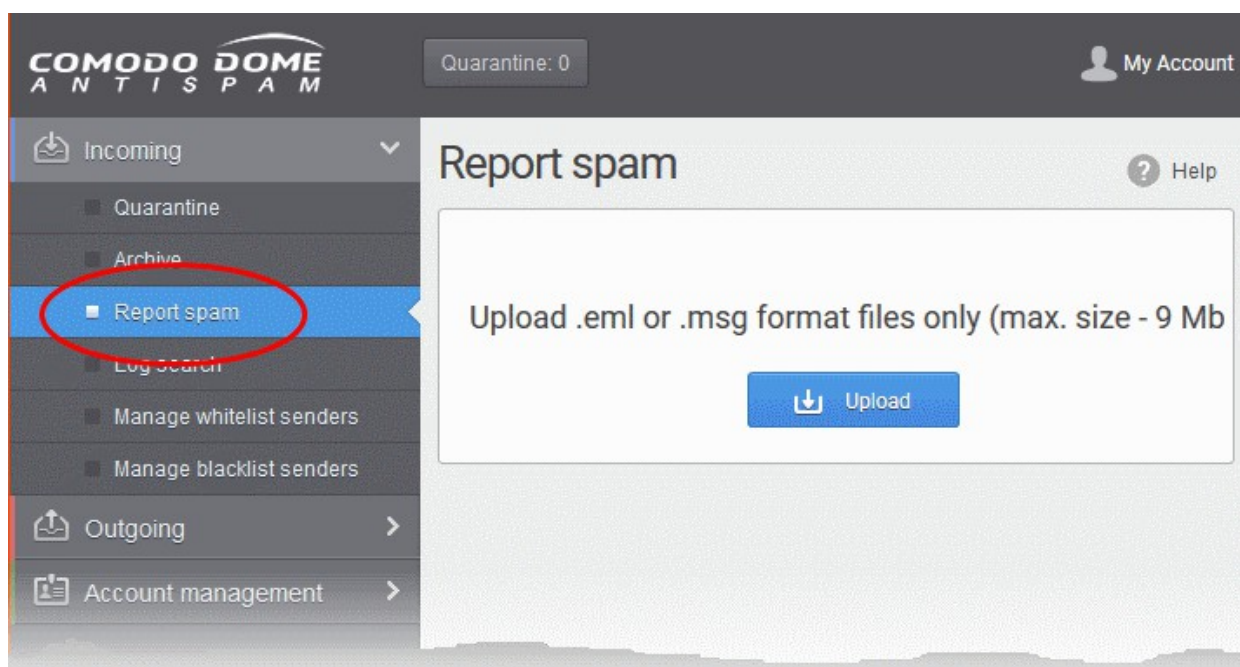 COMODO DOME
ANTISPAM
Quarantine: 0
My Account
Incoming
Quarantine
Archive
Report spam
Log search
Manage whitelist senders
Manage blacklist senders
Outgoing
Account management
Report spam
Help
Upload .eml or .msg format files only (max. size - 9 Mb
Upload